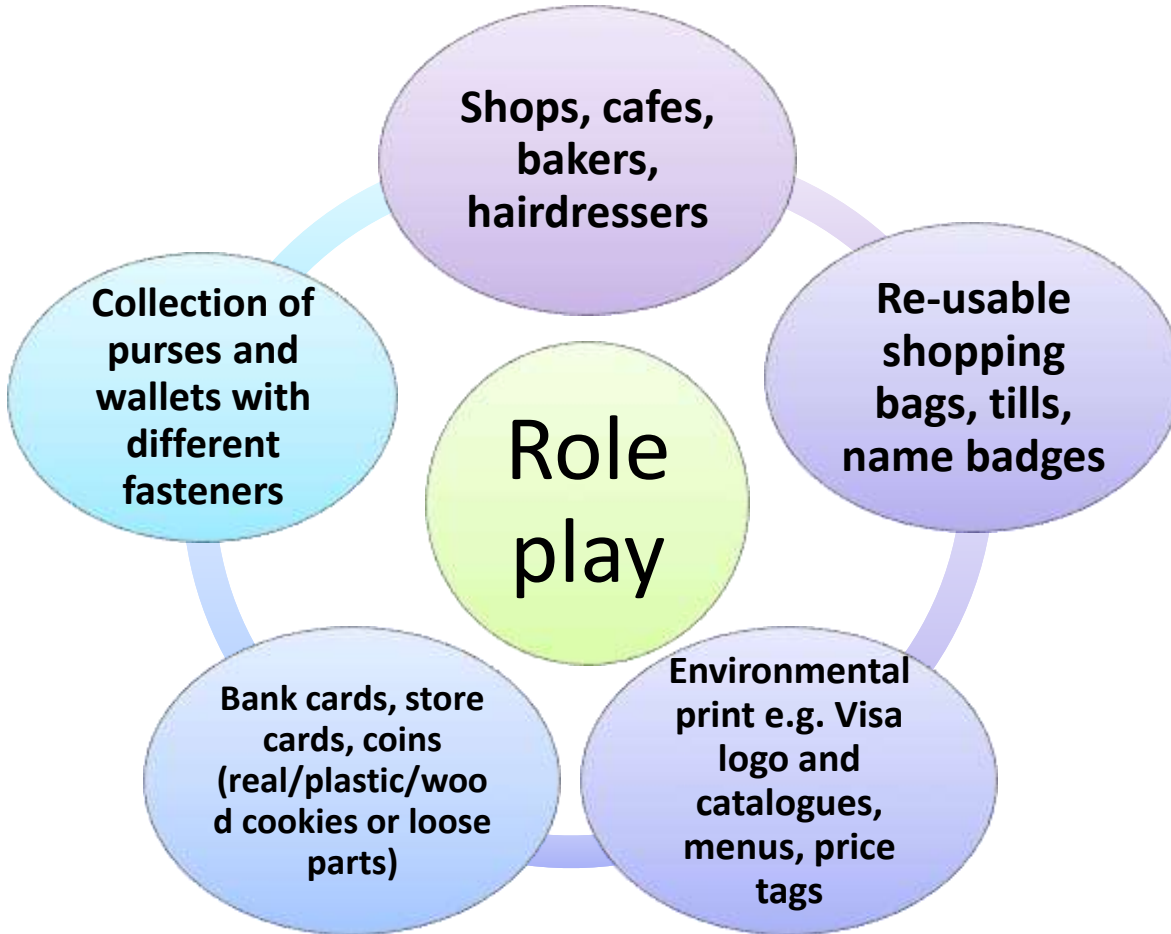 Shops, cafes,
bakers,
hairdressers
Re-usable
shopping
bags, tills,
name badges
Environmental
print e.g. Visa
logo and
catalogues,
menus, price
tags
Bank cards, store
cards, coins
(real/plastic/woo
d cookies or loose
parts)
Collection of
purses and
wallets with
different
fasteners
Role
play